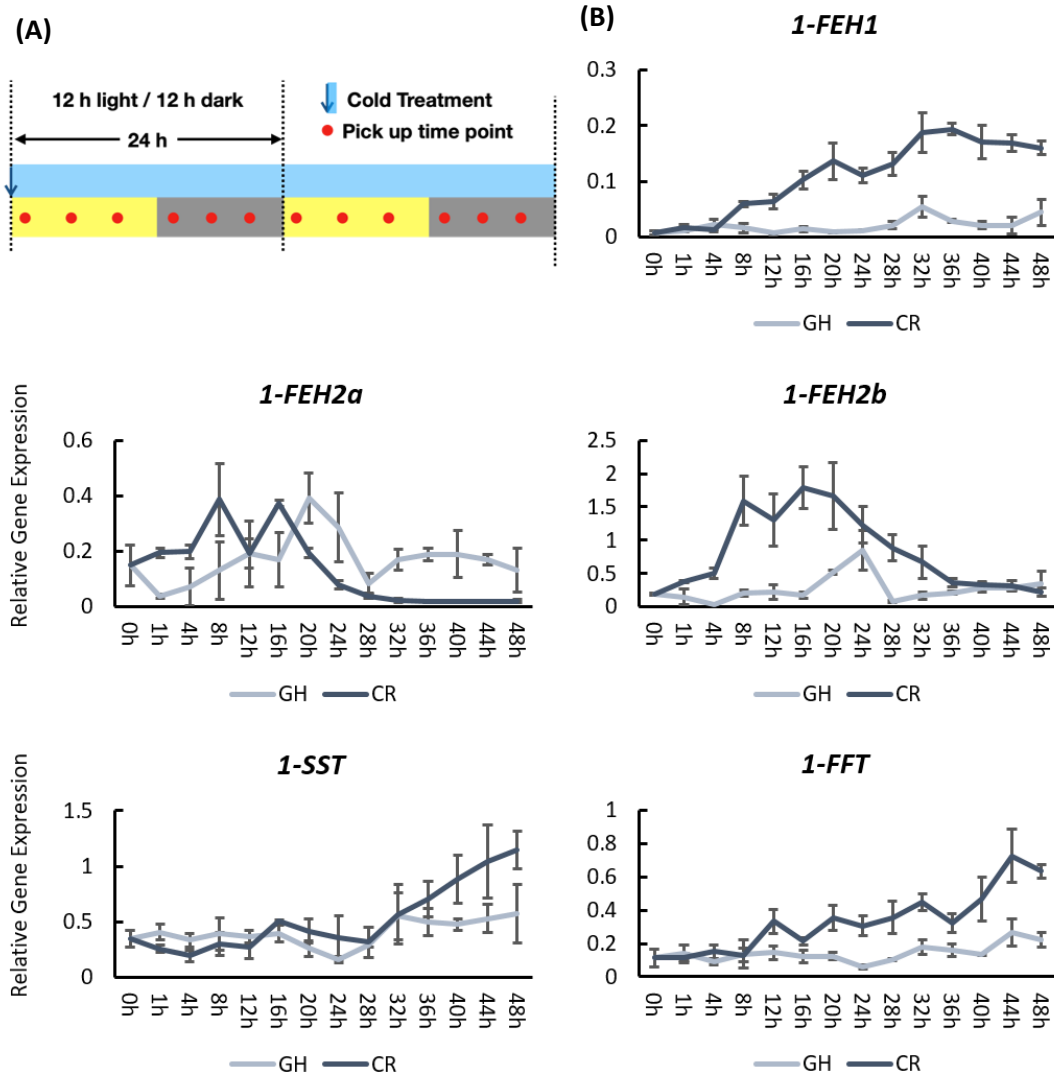 (A)
12 h light / 12 h dark
24 h
Cold Treatment
Pick up time point
(B)
1-FEH1
0.3
0.2
0.1
0
0h 1h 4h 8h 12h 16h 20h 24h 28h 32h 36h 40h 44h 48h
GH CR
Relative Gene Expression
1-FEH2a
0.6
0.4
0.2
0
0h 1h 4h 8h 12h 16h 20h 24h 28h 32h 36h 40h 44h 48h
GH CR
1-FEH2b
2.5
2
1.5
1
0.5
0
0h 1h 4h 8h 12h 16h 20h 24h 28h 32h 36h 40h 44h 48h
GH CR
Relative Gene Expression
1-SST
1.5
1
0.5
0
0h 1h 4h 8h 12h 16h 20h 24h 28h 32h 36h 40h 44h 48h
GH CR
1-FFT
1
0.8
0.6
0.4
0.2
0
0h 1h 4h 8h 12h 16h 20h 24h 28h 32h 36h 40h 44h 48h
GH CR